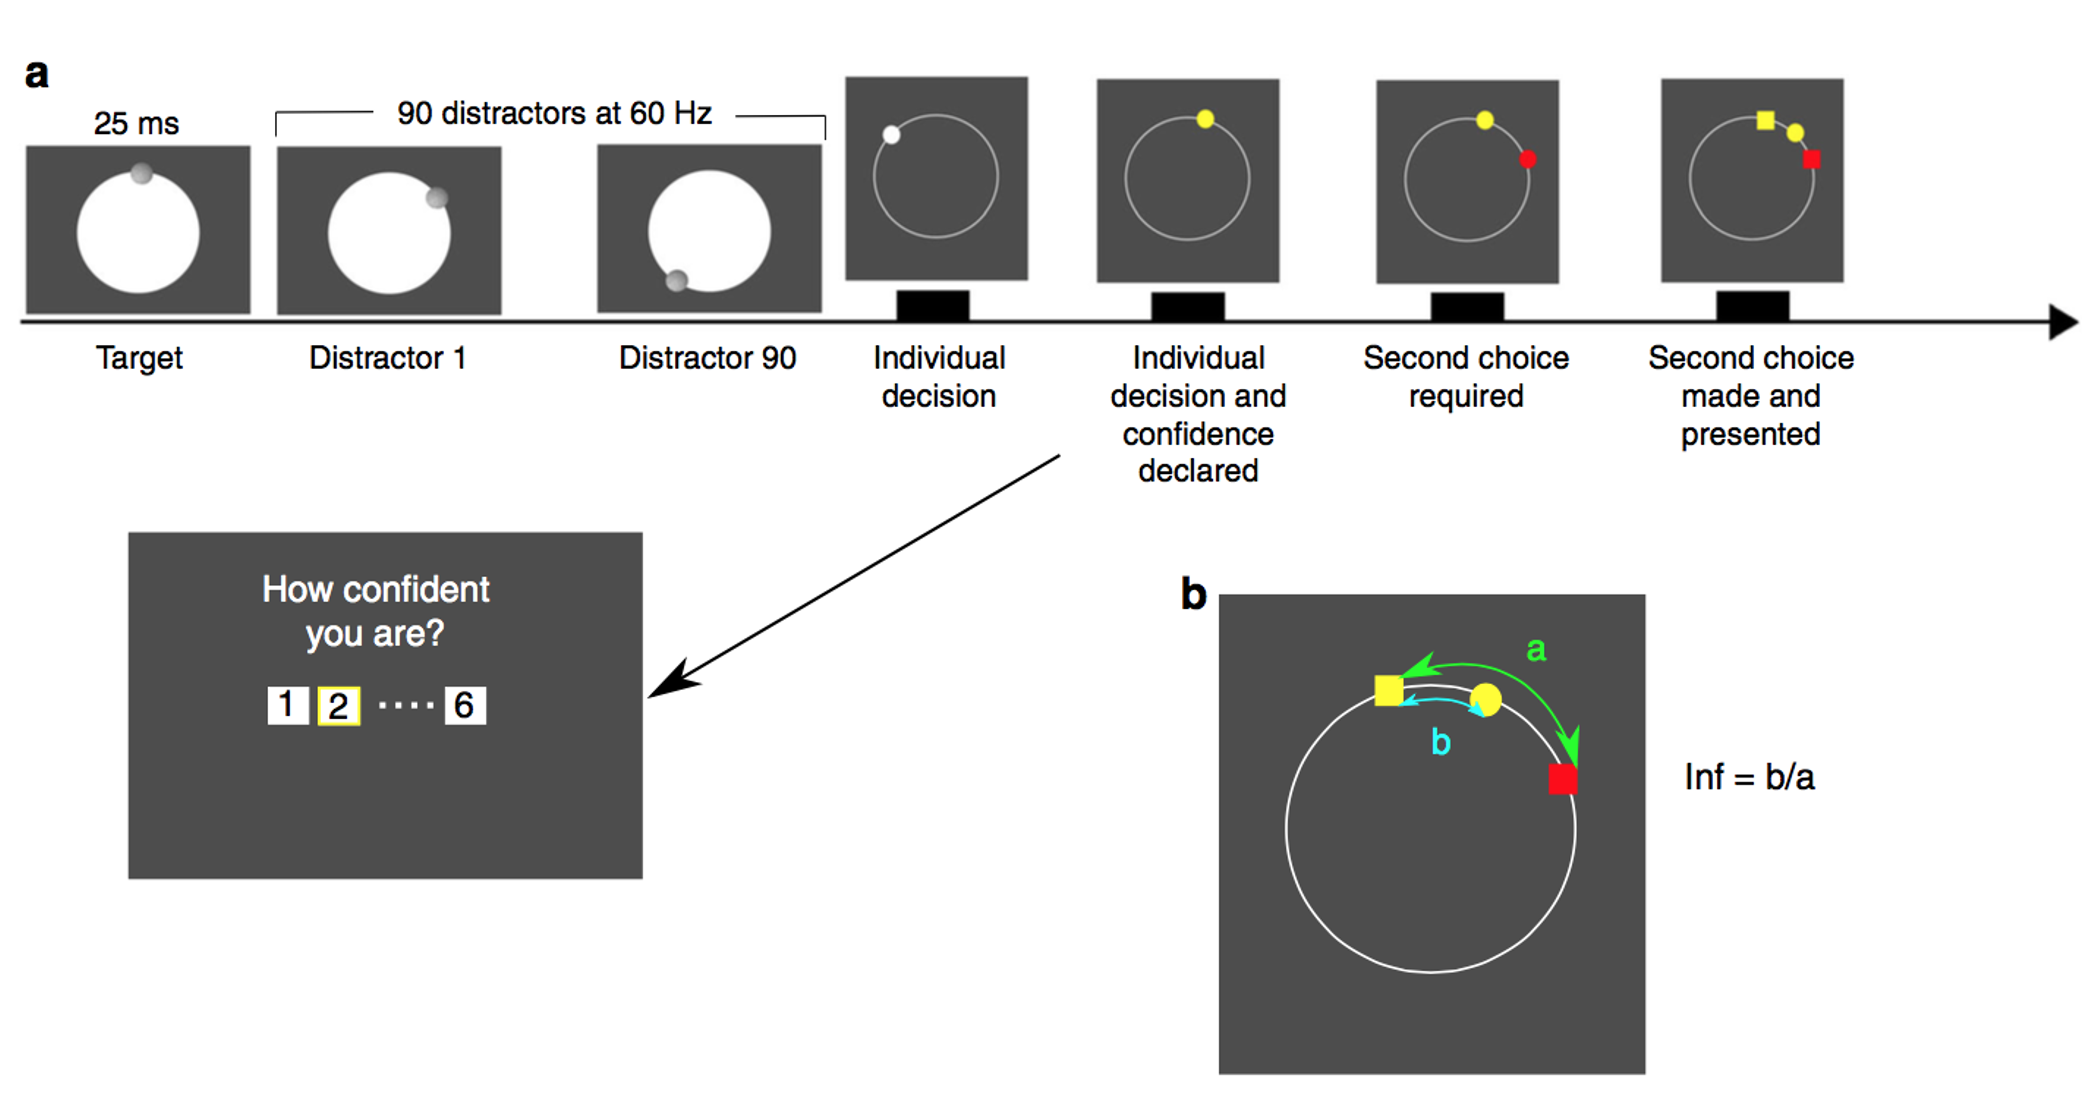 a
25 ms
90 distractors at 60 Hz
Target
Distractor 1
Distractor 90
Individual
decision
Individual
decision and
confidence
declared
Second choice
required
Second choice
made and
presented
How confident
you are?
1 2 ···· 6
b
a
b
Inf = b/a